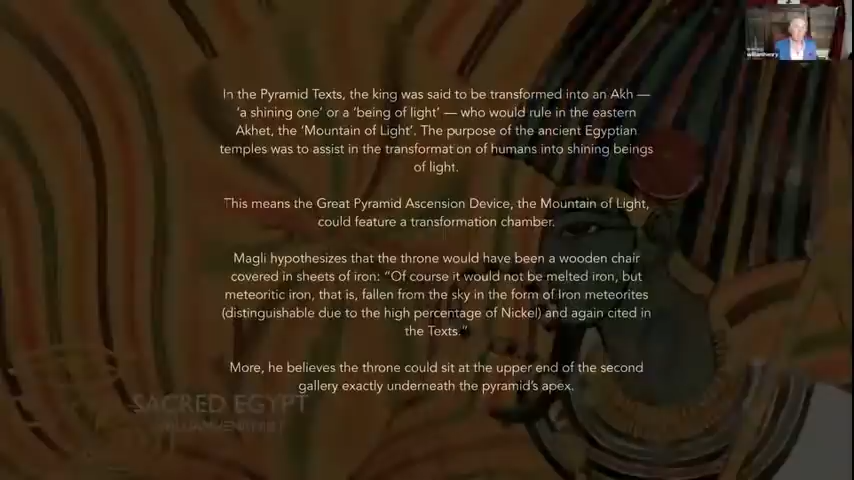 In the Pyramid Texts, the king was said to be transformed into an Akh —
'a shining one' or a 'being of light' — who would rule in the eastern
Akhet, the 'Mountain of Light'. The purpose of the ancient Egyptian
temples was to assist in the transformation of humans into shining beings
of light.
This means the Great Pyramid Ascension Device, the Mountain of Light,
could feature a transformation chamber.
Magli hypothesizes that the throne would have been a wooden chair
covered in sheets of iron: "Of course it would not be melted iron, but
meteoritic iron, that is, fallen from the sky in the form of Iron meteorites
(distinguishable due to the high percentage of Nickel) and again cited in
the Texts."
More, he believes the throne could sit at the upper end of the second
gallery exactly underneath the pyramid's apex.
SACRED EGYPT